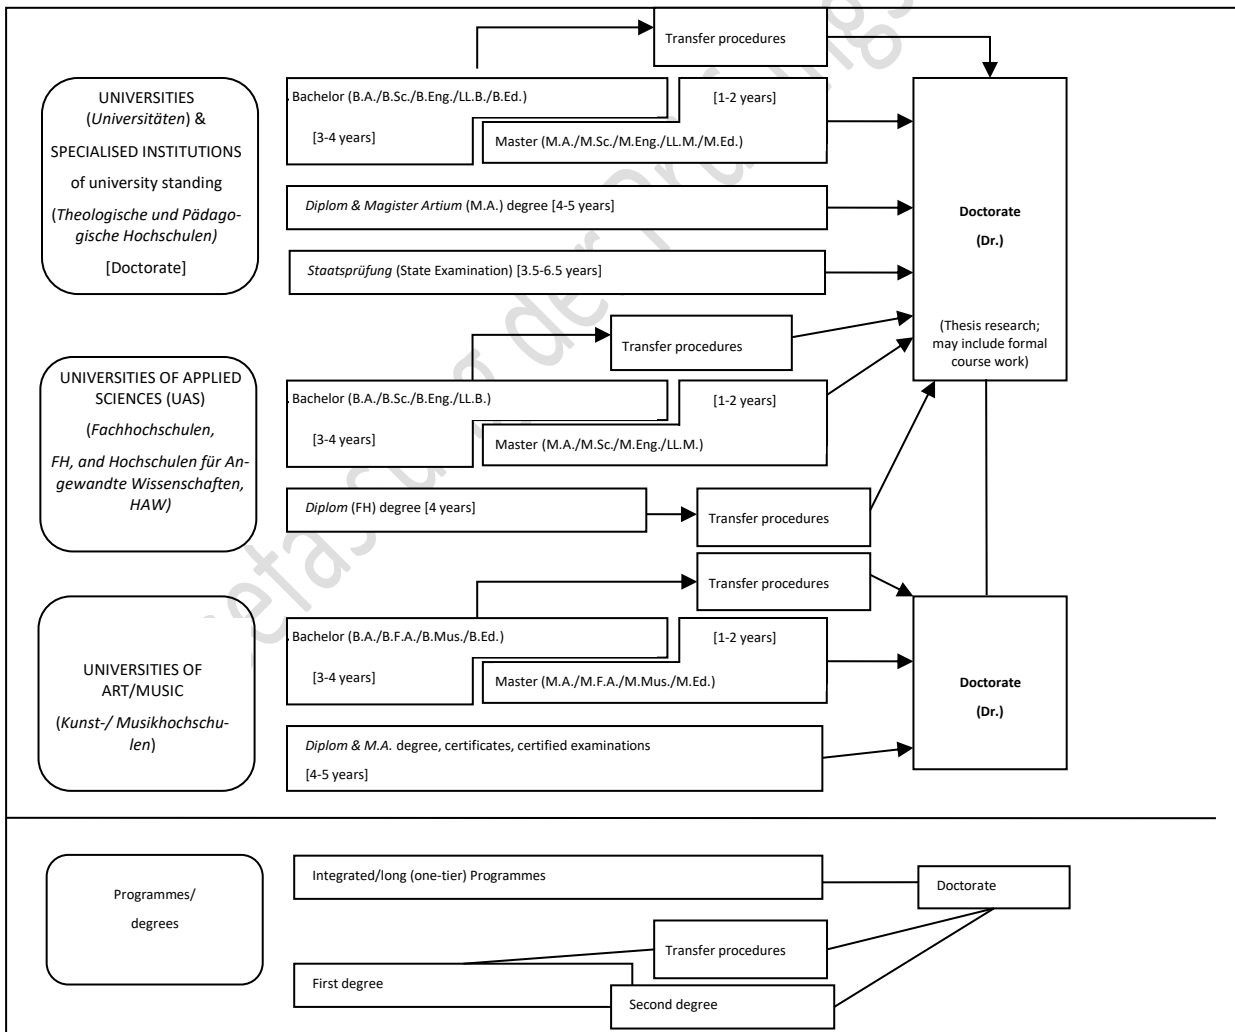 Transfer procedures
UNIVERSITIES
(Universitäten) &
SPECIALISED INSTITUTIONS
of university standing
(Theologische und Pädago-
gische Hochschulen)
[Doctorate]
. Bachelor (B.A./B.Sc./B.Eng./LL.B./B.Ed.)
[3-4 years]
[1-2 years]
Master (M.A./M.Sc./M.Eng./LL.M./M.Ed.)
Diplom & Magister Artium (M.A.) degree [4-5 years]
Staatsprüfung (State Examination) [3.5-6.5 years]
Doctorate
(Dr.)
(Thesis research;
may include formal
course work)
Transfer procedures
UNIVERSITIES OF APPLIED
SCIENCES (UAS)
(Fachhochschulen,
FH, and Hochschulen für An-
gewandte Wissenschaften,
HAW)
. Bachelor (B.A./B.Sc./B.Eng./LL.B.)
[3-4 years]
[1-2 years]
Master (M.A./M.Sc./M.Eng./LL.M.)
Diplom (FH) degree [4 years]
Transfer procedures
Transfer procedures
UNIVERSITIES OF
ART/MUSIC
(Kunst-/ Musikhochschu-
len)
. Bachelor (B.A./B.F.A./B.Mus./B.Ed.)
[3-4 years]
[1-2 years]
Master (M.A./M.F.A./M.Mus./M.Ed.)
Diplom & M.A. degree, certificates, certified examinations
[4-5 years]
Doctorate
(Dr.)
Programmes/
degrees
Integrated/long (one-tier) Programmes
Doctorate
Transfer procedures
First degree
Second degree